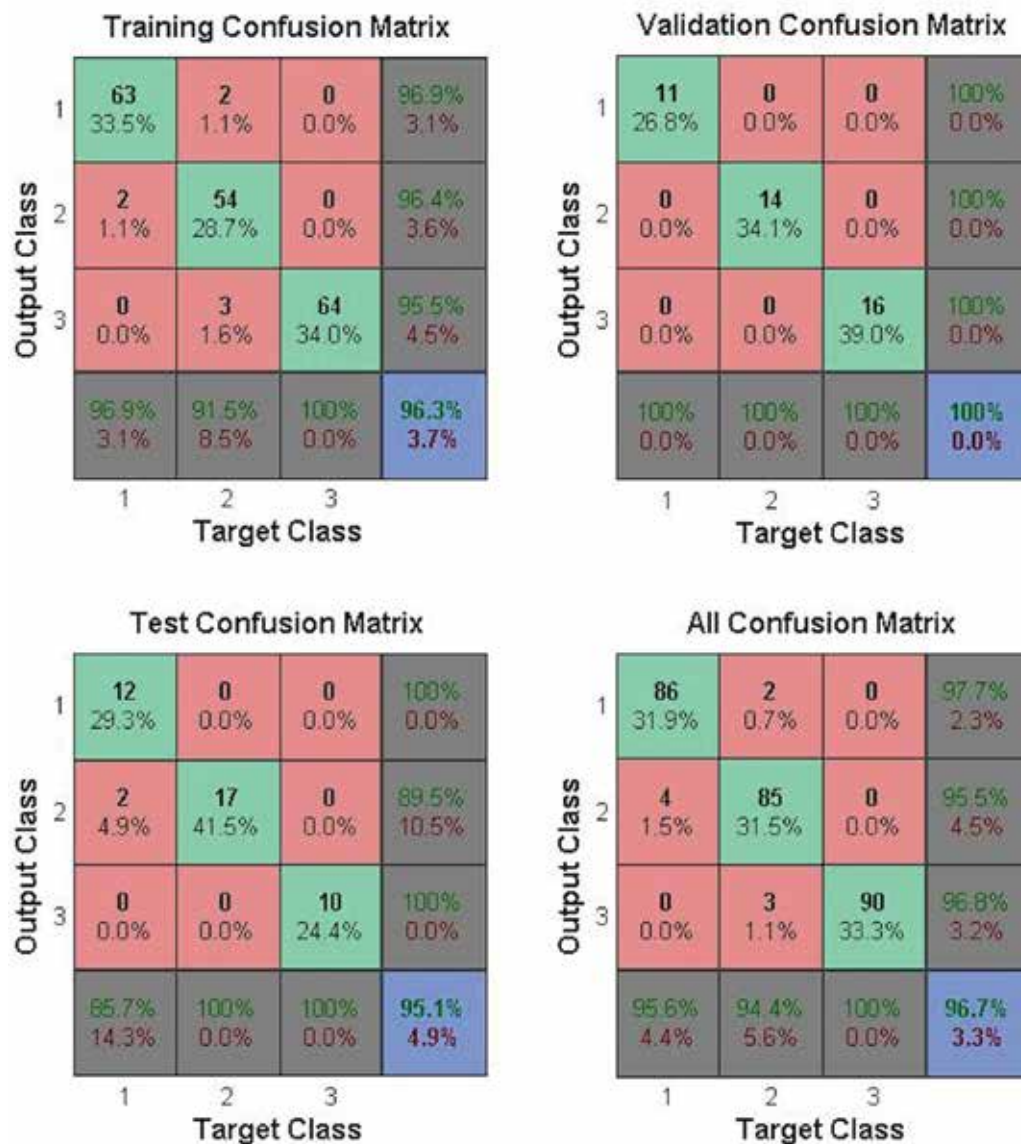 Training Confusion Matrix
Output Class
1
63 2 0 96.9%
33.5% 1.1% 0.0% 3.1%
2
2 54 0 96.4%
1.1% 28.7% 0.0% 3.6%
3
0 3 64 95.5%
0.0% 1.6% 34.0% 4.5%
96.9% 91.5% 100% 96.3%
3.1% 8.5% 0.0% 3.7%
1 2 3
Target Class
Validation Confusion Matrix
Output Class
1
11 0 0 100%
26.8% 0.0% 0.0% 0.0%
2
0 14 0 100%
0.0% 34.1% 0.0% 0.0%
3
0 0 16 100%
0.0% 0.0% 39.0% 0.0%
100% 100% 100% 100%
0.0% 0.0% 0.0% 0.0%
1 2 3
Target Class
Test Confusion Matrix
Output Class
1
12 0 0 100%
29.3% 0.0% 0.0% 0.0%
2
2 17 0 89.5%
4.9% 41.5% 0.0% 10.5%
3
0 0 10 100%
0.0% 0.0% 24.4% 0.0%
85.7% 100% 100% 95.1%
14.3% 0.0% 0.0% 4.9%
1 2 3
Target Class
All Confusion Matrix
Output Class
1
86 2 0 97.7%
31.9% 0.7% 0.0% 2.3%
2
4 85 0 95.5%
1.5% 31.5% 0.0% 4.5%
3
0 3 90 96.8%
0.0% 1.1% 33.3% 3.2%
95.6% 94.4% 100% 96.7%
4.4% 5.6% 0.0% 3.3%
1 2 3
Target Class